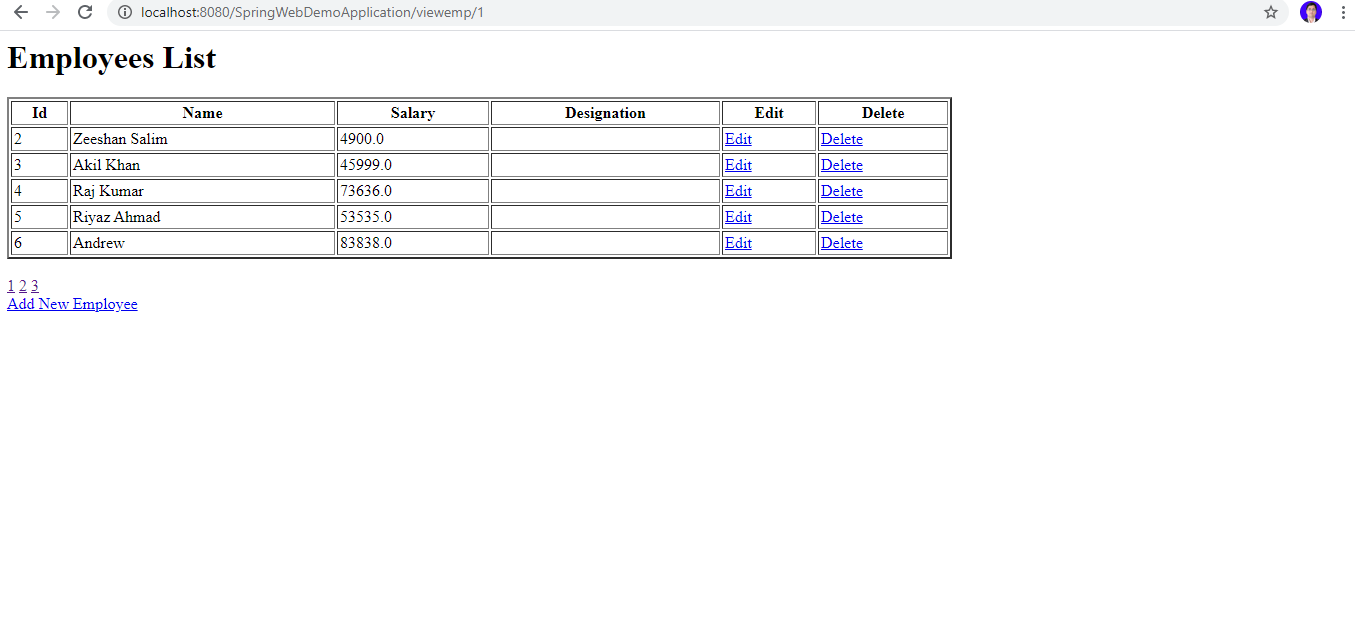 localhost:8080/SpringWebDemoApplication/viewemp/1
Employees List
Id Name Salary Designation Edit Delete
2 Zeeshan Salim 4900.0 Edit Delete
3 Akil Khan 45999.0 Edit Delete
4 Raj Kumar 73636.0 Edit Delete
5 Riyaz Ahmad 53535.0 Edit Delete
6 Andrew 83838.0 Edit Delete
1 2 3
Add New Employee